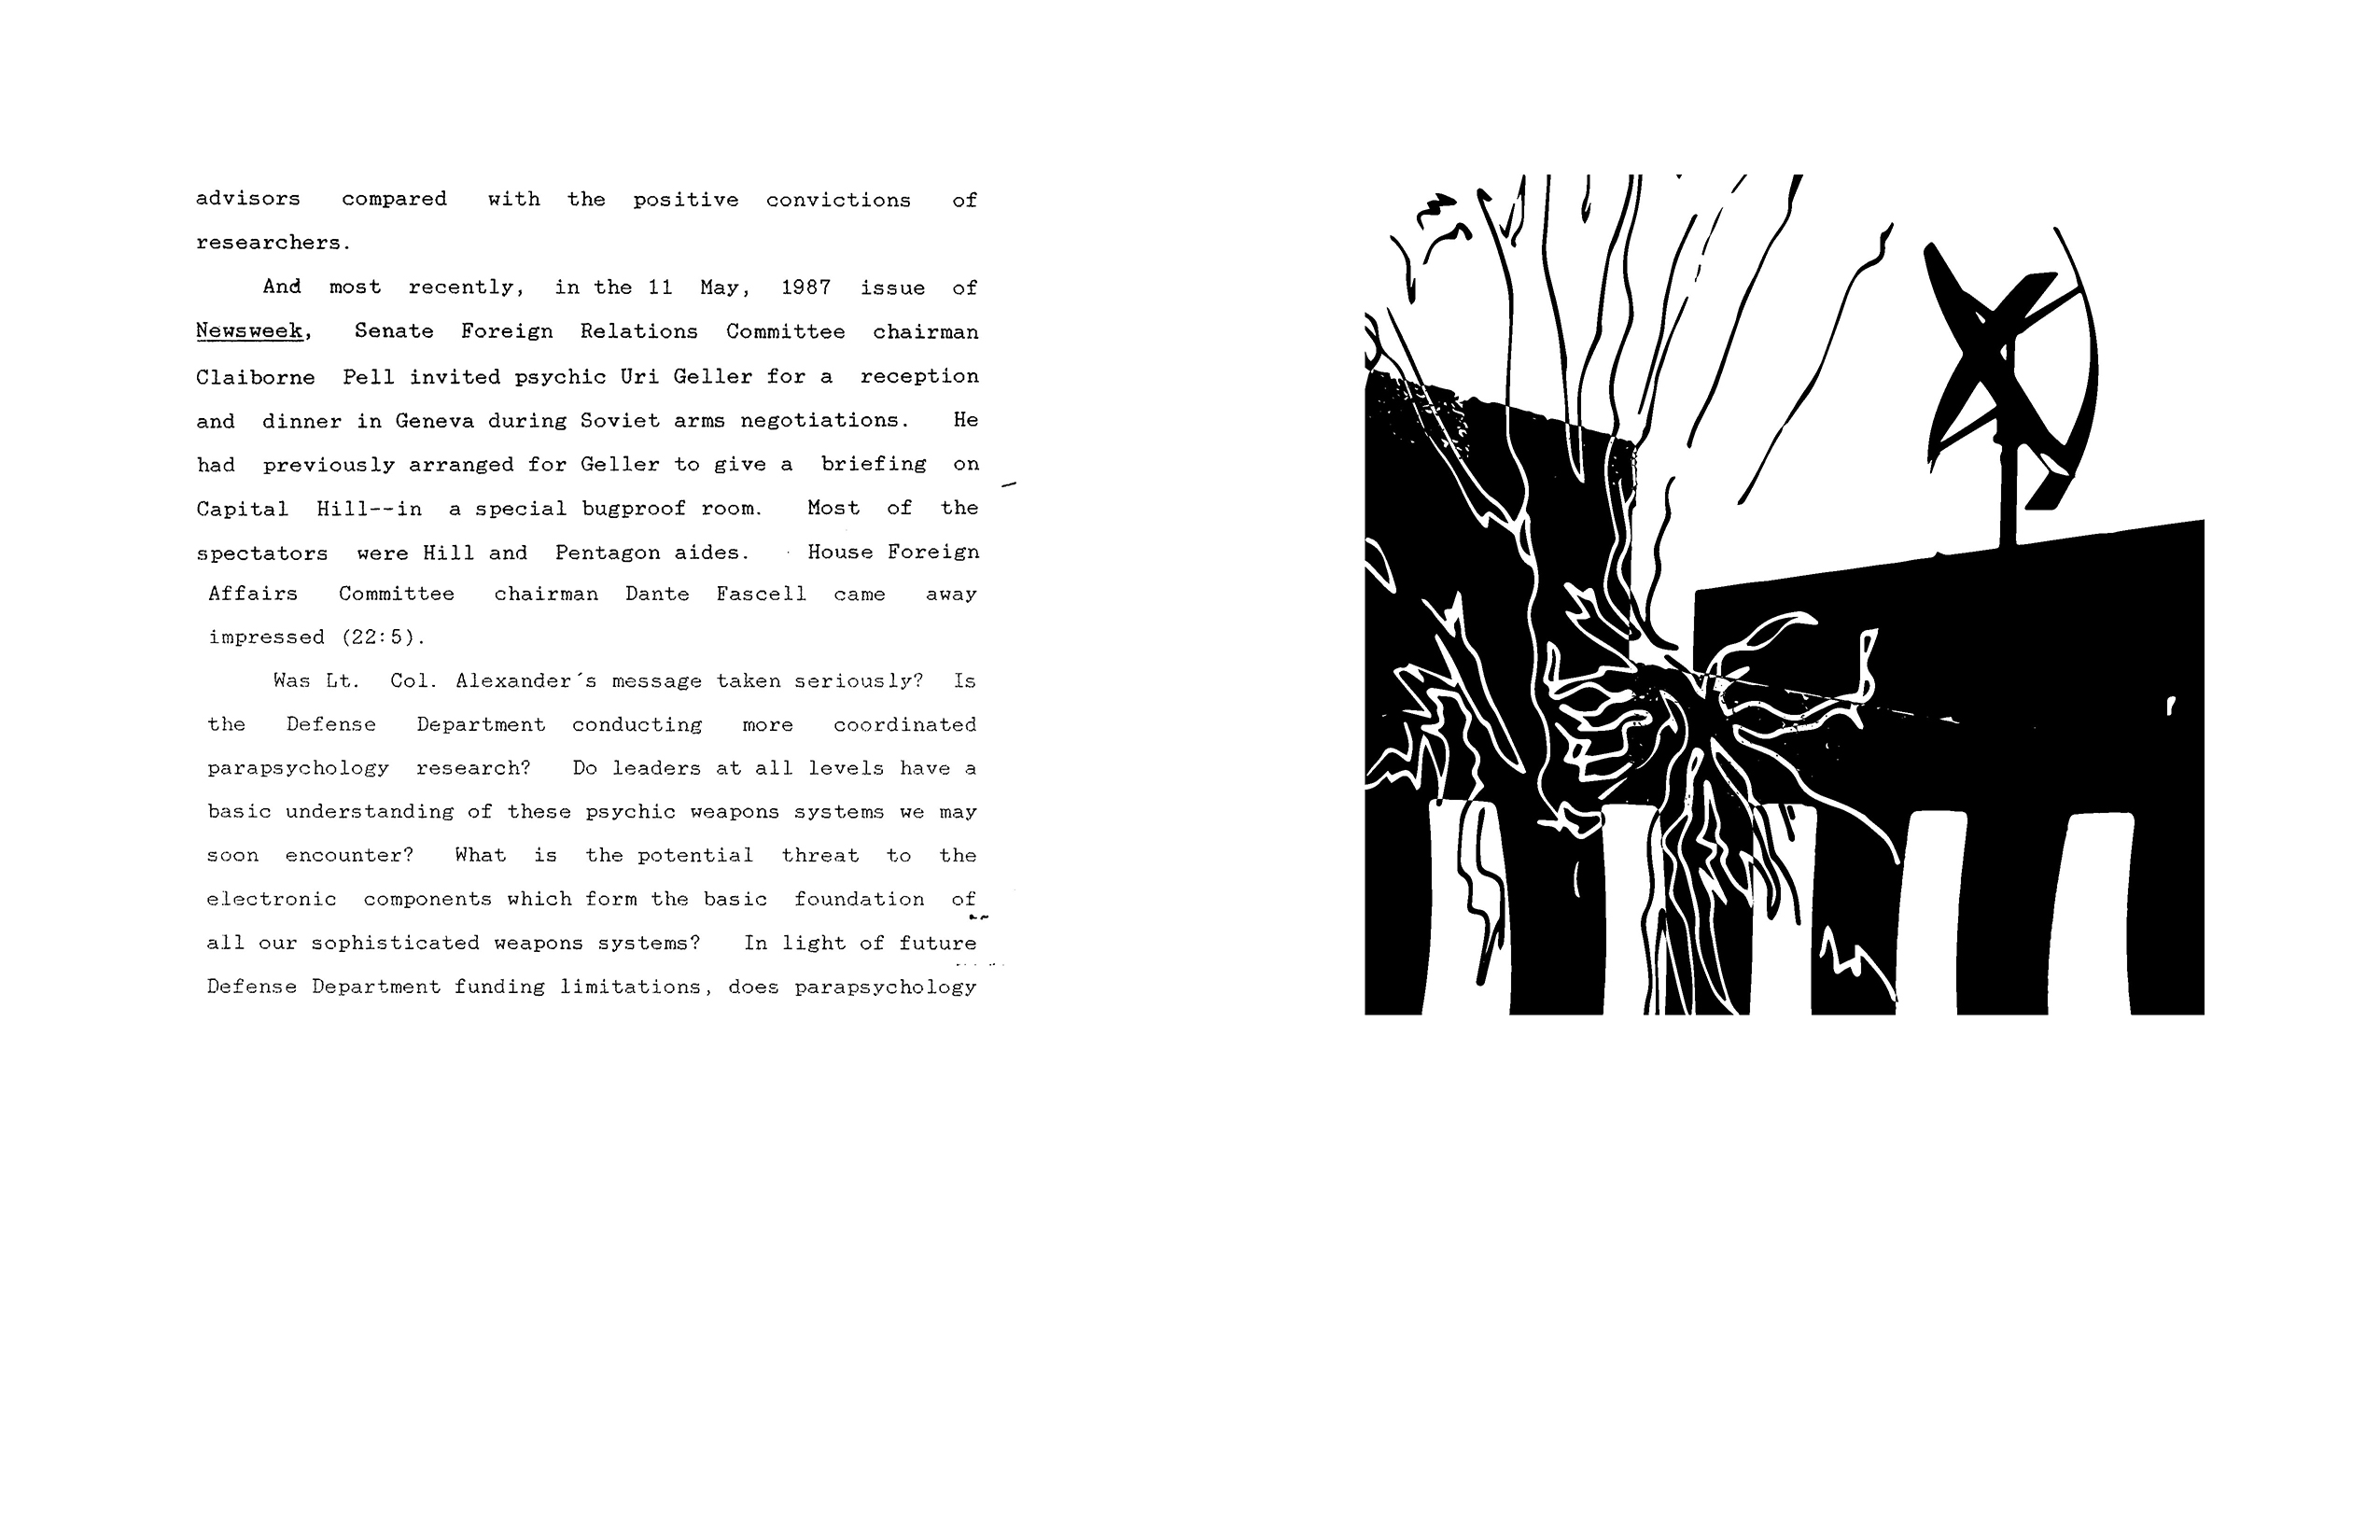 advisors compared with the positive convictions of
researchers.
And most recently, in the 11 May, 1987 issue of
Newsweek, Senate Foreign Relations Committee chairman
Claiborne Pell invited psychic Uri Geller for a reception
and dinner in Geneva during Soviet arms negotiations. He
had previously arranged for Geller to give a briefing on
Capital Hill--in a special bugproof room. Most of the
spectators were Hill and Pentagon aides. House Foreign
Affairs Committee chairman Dante Fascell came away
impressed (22:5).
Was Lt. Col. Alexander's message taken seriously? Is
the Defense Department conducting more coordinated
parapsychology research? Do leaders at all levels have a
basic understanding of these psychic weapons systems we may
soon encounter? What is the potential threat to the
electronic components which form the basic foundation of
all our sophisticated weapons systems? In light of future
Defense Department funding limitations, does parapsychology